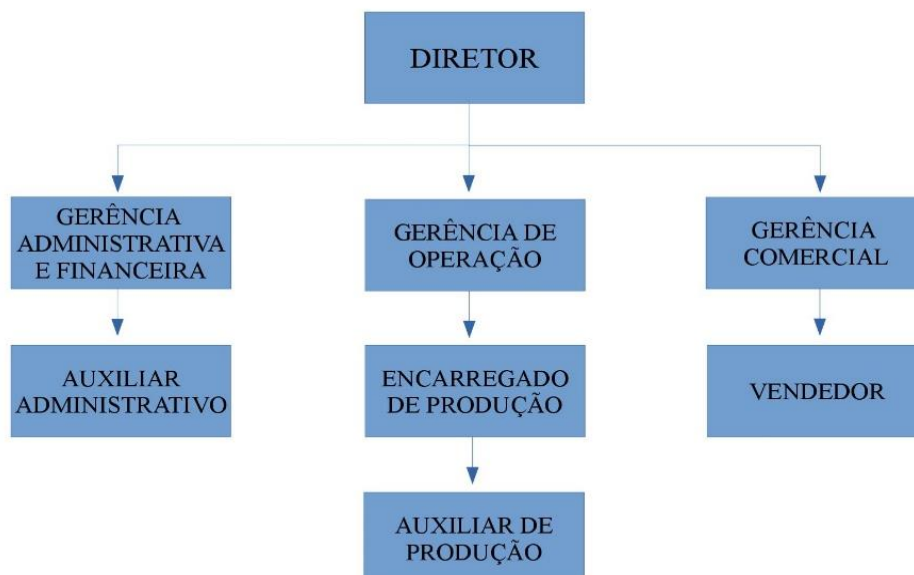 DIRETOR
GERÊNCIA
ADMINISTRATIVA
E FINANCEIRA
GERÊNCIA DE
OPERAÇÃO
GERÊNCIA
COMERCIAL
AUXILIAR
ADMINISTRATIVO
ENCARREGADO
DE PRODUÇÃO
VENDEDOR
AUXILIAR DE
PRODUÇÃO